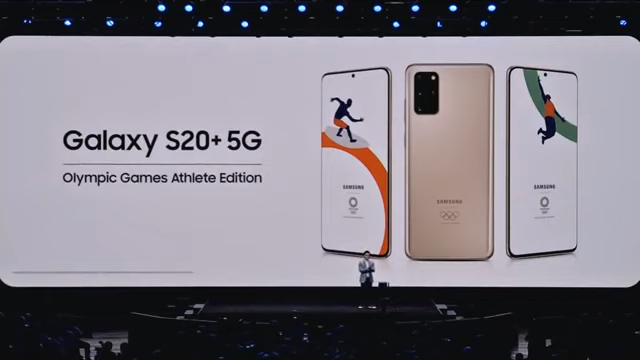 Galaxy S20+ 5G
Olympic Games Athlete Edition
SAMSUNG
SAMSUNG
SAMSUNG